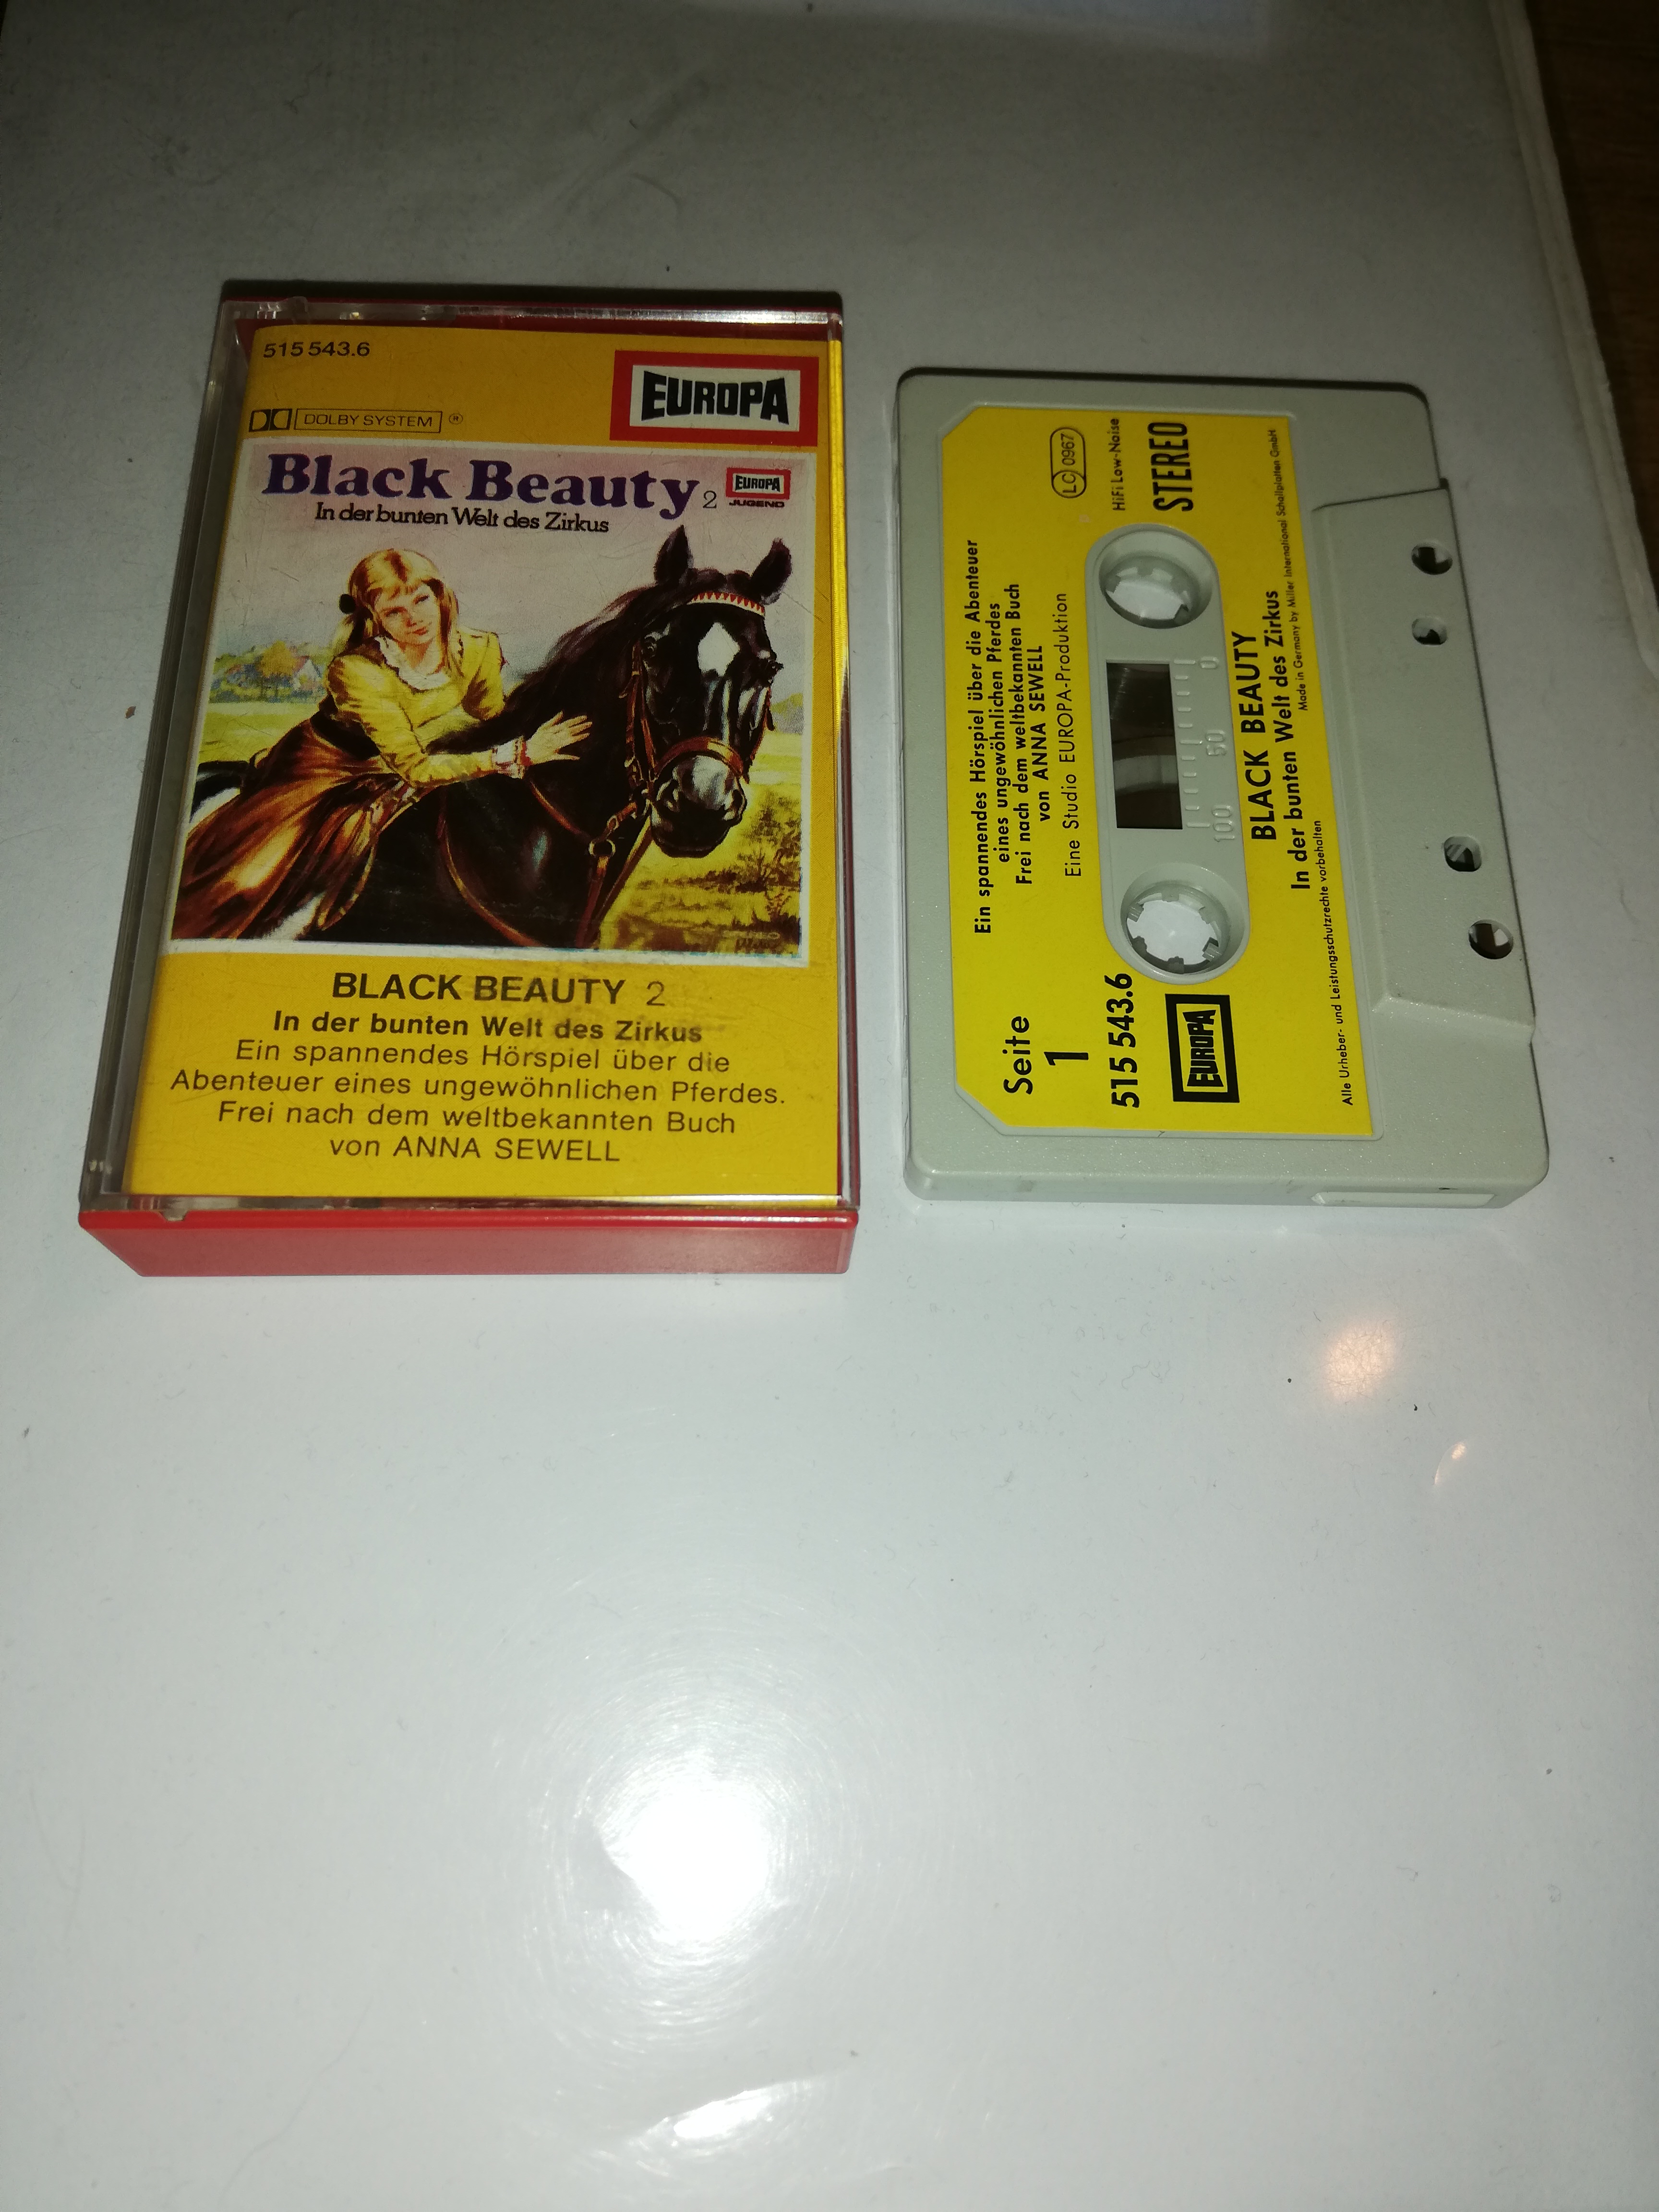 515 543.6
EUROPA
DOLBY SYSTEM ®
Black Beauty 2
EUROPA
JUGEND
In der bunten Welt des Zirkus
BLACK BEAUTY 2
In der bunten Welt des Zirkus
Ein spannendes Hörspiel über die
Abenteuer eines ungewöhnlichen Pferdes.
Frei nach dem weltbekannten Buch
von ANNA SEWELL
Ein spannendes Hörspiel über die Abenteuer
eines ungewöhnlichen Pferdes
Frei nach dem weltbekannten Buch
von ANNA SEWELL
Eine Studio EUROPA-Produktion
Seite
1
515 543.6
EUROPA
LC 0967
HiFi Low-Noise
STEREO
100 50 0
BLACK BEAUTY
In der bunten Welt des Zirkus
Made in Germany by Miller International Schallplatten GmbH
Alle Urheber- und Leistungsschutzrechte vorbehalten